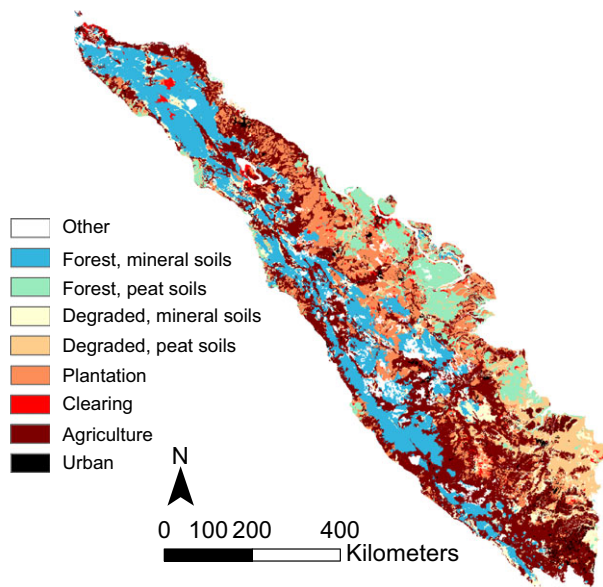 Other
Forest, mineral soils
Forest, peat soils
Degraded, mineral soils
Degraded, peat soils
Plantation
Clearing
Agriculture
Urban
N
0 100 200 400
Kilometers